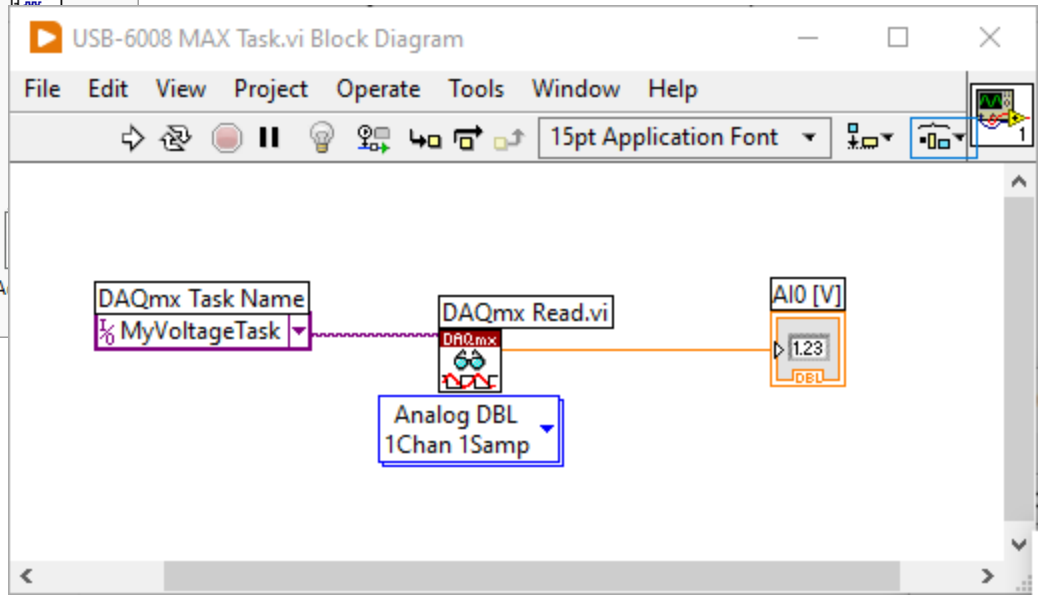 USB-6008 MAX Task.vi Block Diagram
File Edit View Project Operate Tools Window Help
15pt Application Font
1
DAQmx Task Name
MyVoltageTask
DAQmx Read.vi
DAQmx
Analog DBL
1Chan 1Samp
AI0 [V]
1.23
DBL